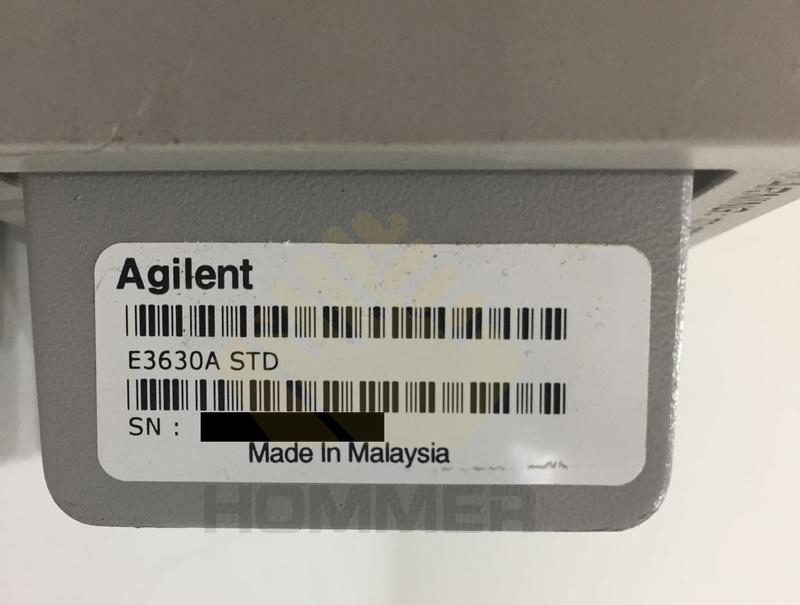 Agilent
E3630A STD
SN :
Made In Malaysia
HOMMER